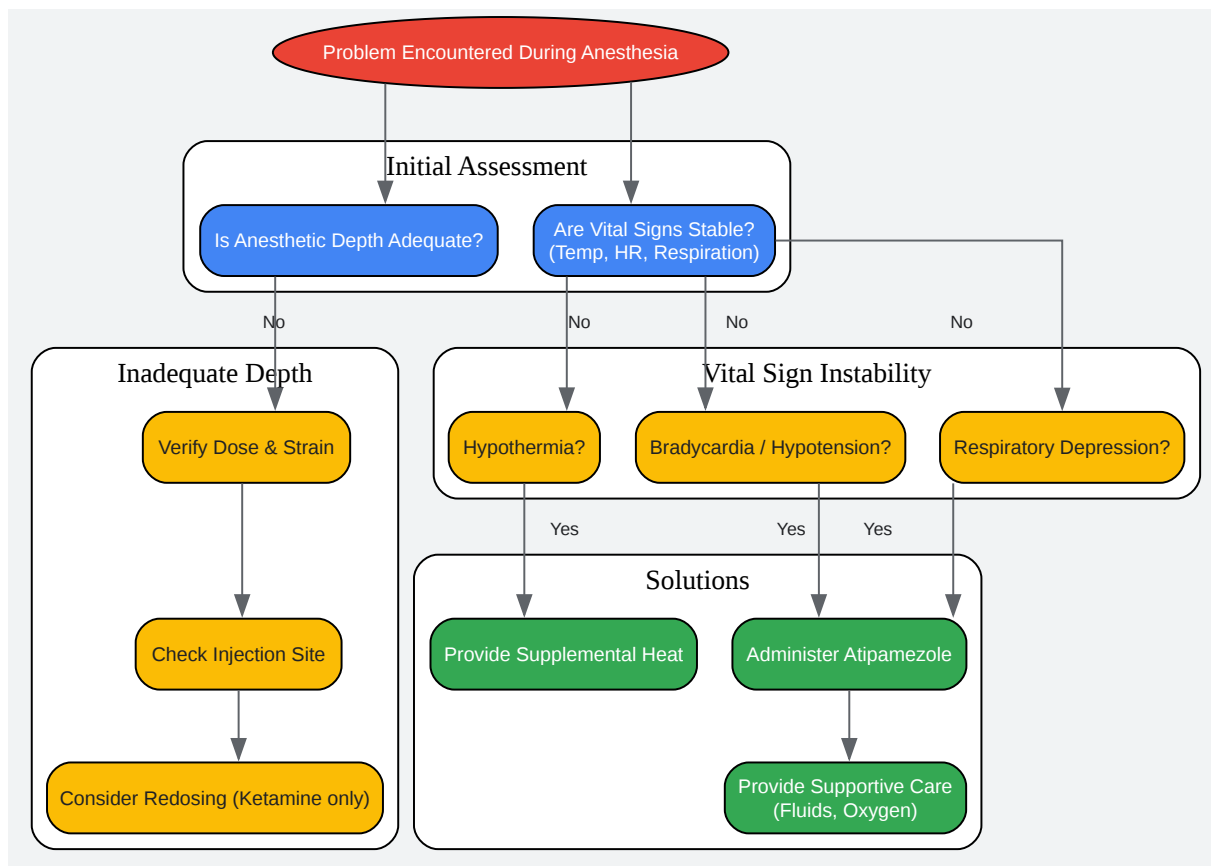 Problem Encountered During Anesthesia
Initial Assessment
Is Anesthetic Depth Adequate?
Are Vital Signs Stable?
(Temp, HR, Respiration)
No
No
No
No
Inadequate Depth
Vital Sign Instability
Verify Dose & Strain
Hypothermia?
Bradycardia / Hypotension?
Respiratory Depression?
Yes
Yes
Yes
Solutions
Check Injection Site
Provide Supplemental Heat
Administer Atipamezole
Consider Redosing (Ketamine only)
Provide Supportive Care
(Fluids, Oxygen)